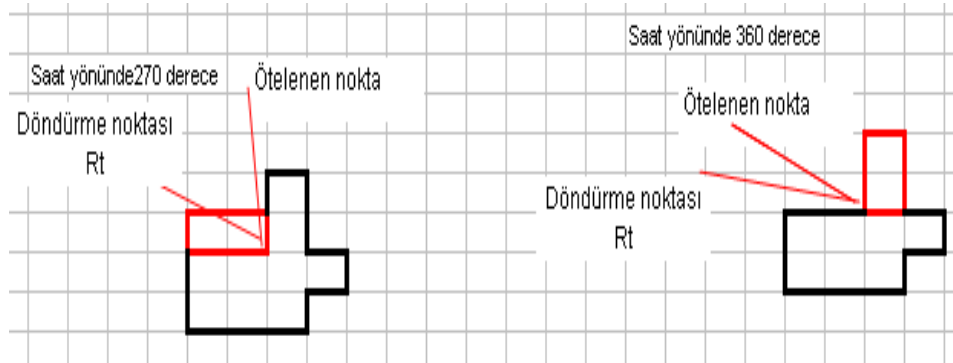 Saat yönünde270 derece
Ötelenen nokta
Döndürme noktası
Rt
Saat yönünde 360 derece
Ötelenen nokta
Döndürme noktası
Rt